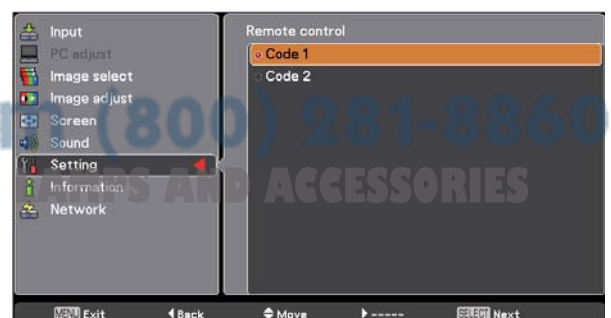 Input
PC adjust
Image select
Image adjust
Screen
Sound
Setting
Information
Network
Remote control
Code 1
Code 2
MENU Exit
Back
Move
-----
SELECT Next
(800) 281-8860
AND ACCESSORIES